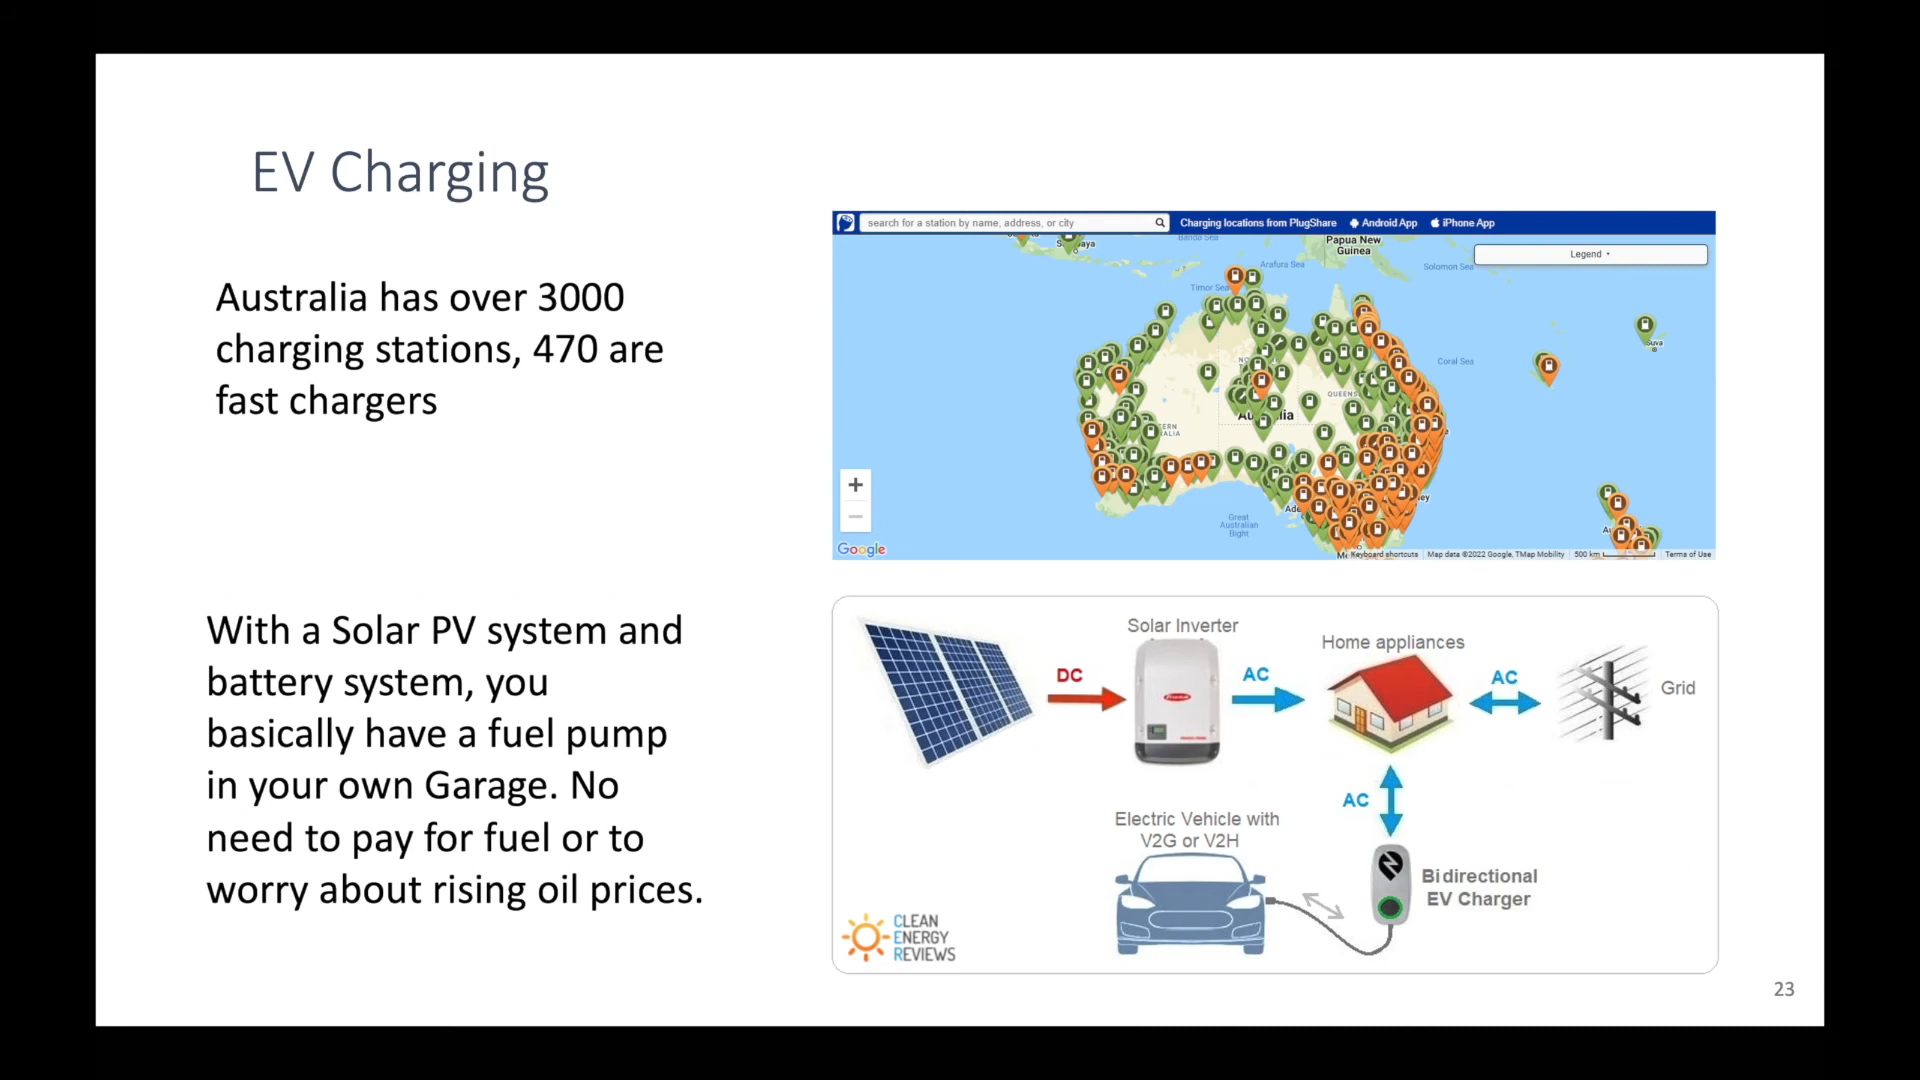 EV Charging
Australia has over 3000
charging stations, 470 are
fast chargers
With a Solar PV system and
battery system, you
basically have a fuel pump
in your own Garage. No
need to pay for fuel or to
worry about rising oil prices.
search for a station by name, address, or city
Charging locations from PlugShare
Android App
iPhone App
Legend
Banda Sea
Papua New
Guinea
Arafura Sea
Solomon Sea
Timor Sea
Coral Sea
Suva
QUEENS
Great
Australian
Bight
+
−
Google
Keyboard shortcuts
Map data ©2022 Google, TMap Mobility
500 km
Terms of Use
Solar Inverter
Home appliances
DC
AC
AC
Grid
AC
Electric Vehicle with
V2G or V2H
Bidirectional
EV Charger
CLEAN
ENERGY
REVIEWS
23